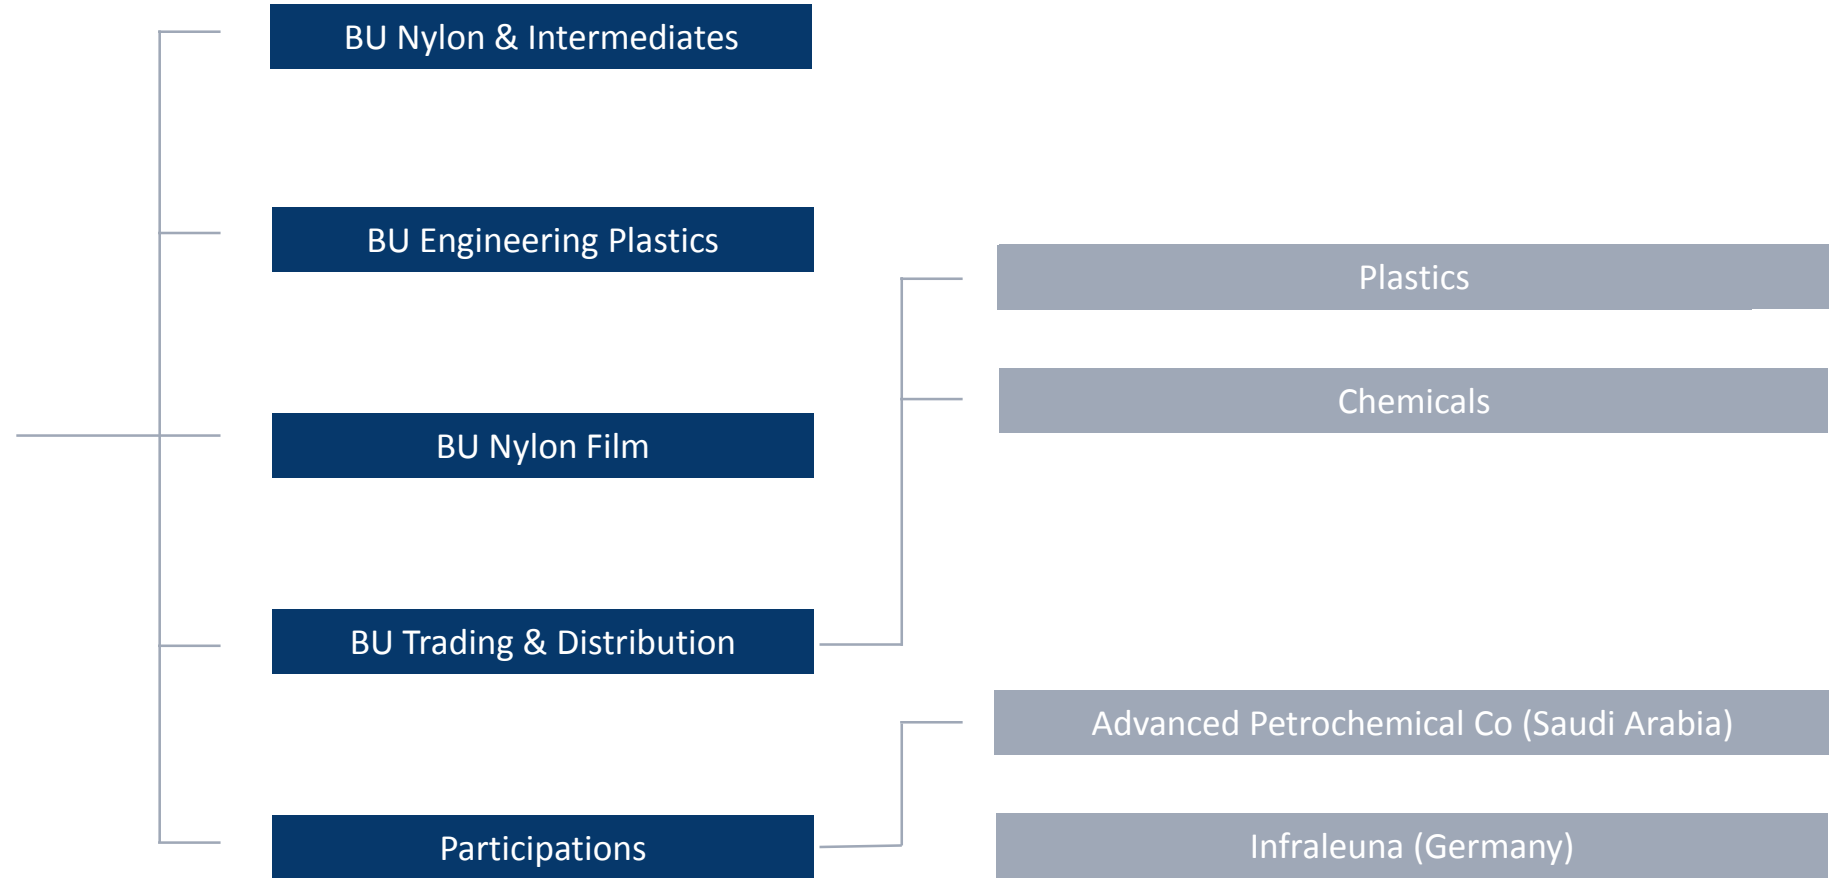 BU Nylon & Intermediates
BU Engineering Plastics
Plastics
Chemicals
BU Nylon Film
BU Trading & Distribution
Advanced Petrochemical Co (Saudi Arabia)
Participations
Infraleuna (Germany)